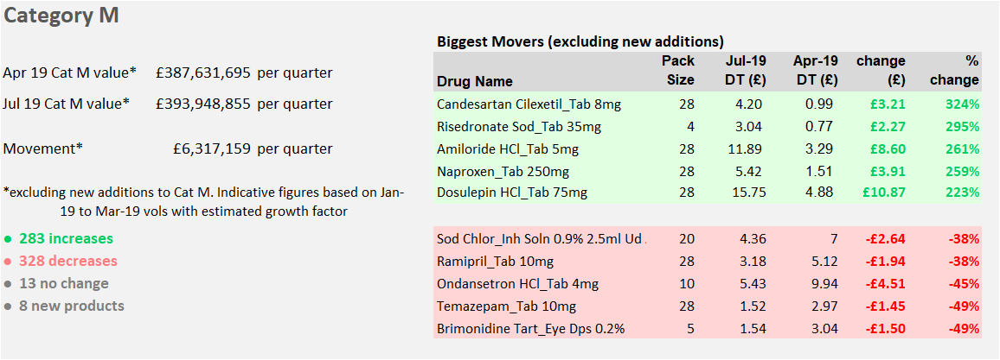 Category M
Apr 19 Cat M value* £387,631,695 per quarter
Jul 19 Cat M value* £393,948,855 per quarter
Movement* £6,317,159 per quarter
*excluding new additions to Cat M. Indicative figures based on Jan-
19 to Mar-19 vols with estimated growth factor
● 283 increases
● 328 decreases
● 13 no change
● 8 new products
Biggest Movers (excluding new additions)
Pack Jul-19 Apr-19 change %
Drug Name Size DT (£) DT (£) (£) change
Candesartan Cilexetil_Tab 8mg 28 4.20 0.99 £3.21 324%
Risedronate Sod_Tab 35mg 4 3.04 0.77 £2.27 295%
Amiloride HCl_Tab 5mg 28 11.89 3.29 £8.60 261%
Naproxen_Tab 250mg 28 5.42 1.51 £3.91 259%
Dosulepin HCl_Tab 75mg 28 15.75 4.88 £10.87 223%
Sod Chlor_Inh Soln 0.9% 2.5ml Ud 20 4.36 7 -£2.64 -38%
Ramipril_Tab 10mg 28 3.18 5.12 -£1.94 -38%
Ondansetron HCl_Tab 4mg 10 5.43 9.94 -£4.51 -45%
Temazepam_Tab 10mg 28 1.52 2.97 -£1.45 -49%
Brimonidine Tart_Eye Dps 0.2% 5 1.54 3.04 -£1.50 -49%